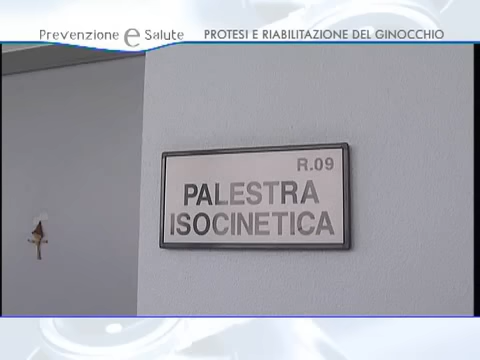 Prevenzione e Salute PROTESI E RIABILITAZIONE DEL GINOCCHIO
R.09
PALESTRA
ISOCINETICA